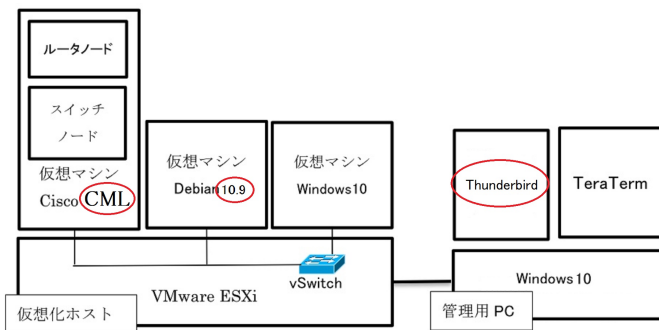 ルータノード
スイッチ
ノード
仮想マシン
Cisco CML
仮想マシン
Debian 10.9
仮想マシン
Windows10
Thunderbird
TeraTerm
vSwitch
VMware ESXi
仮想化ホスト
Windows10
管理用 PC